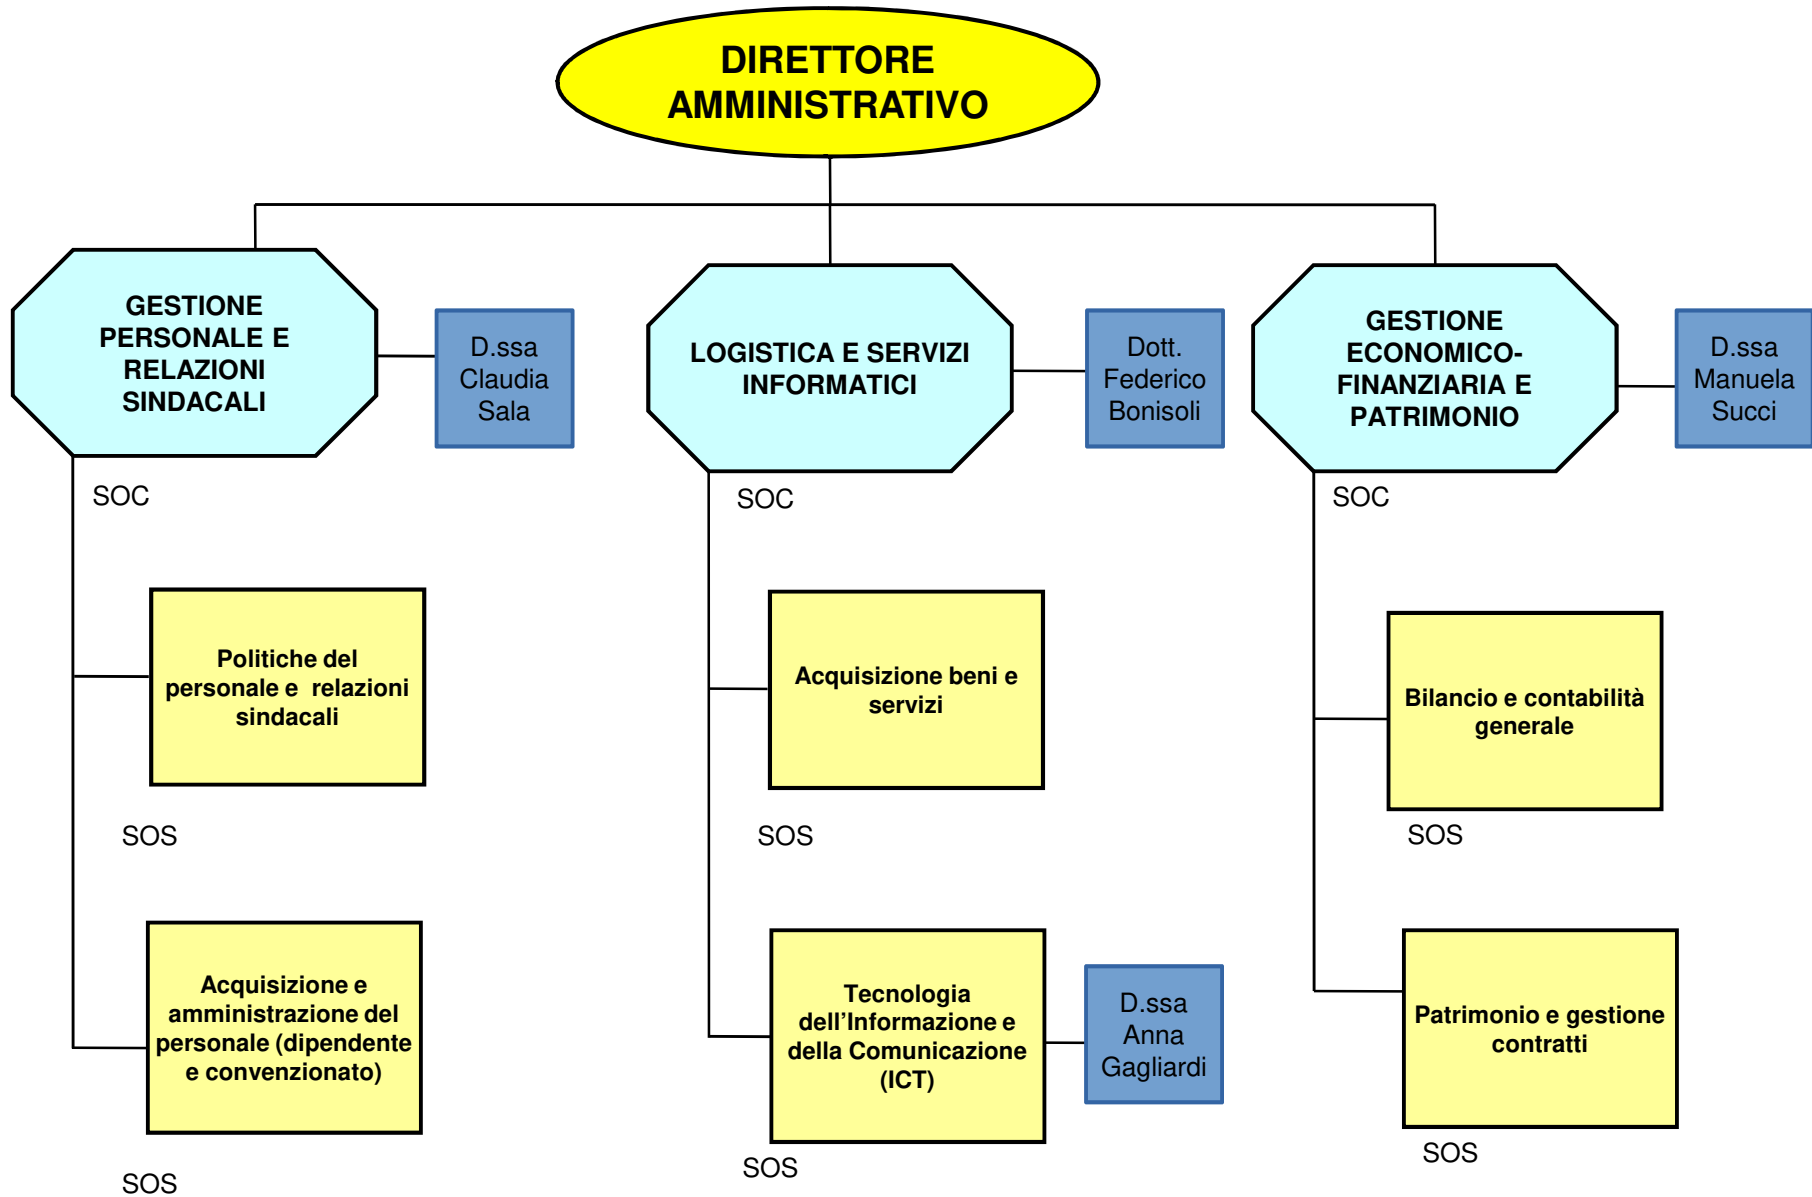 DIRETTORE
AMMINISTRATIVO
GESTIONE
PERSONALE E
RELAZIONI
SINDACALI
D.ssa
Claudia
Sala
LOGISTICA E SERVIZI
INFORMATICI
Dott.
Federico
Bonisoli
GESTIONE
ECONOMICO-
FINANZIARIA E
PATRIMONIO
D.ssa
Manuela
Succi
SOC
SOC
SOC
Politiche del
personale e relazioni
sindacali
Acquisizione beni e
servizi
Bilancio e contabilità
generale
SOS
SOS
SOS
Acquisizione e
amministrazione del
personale (dipendente
e convenzionato)
Tecnologia
dell'Informazione e
della Comunicazione
(ICT)
D.ssa
Anna
Gagliardi
Patrimonio e gestione
contratti
SOS
SOS
SOS